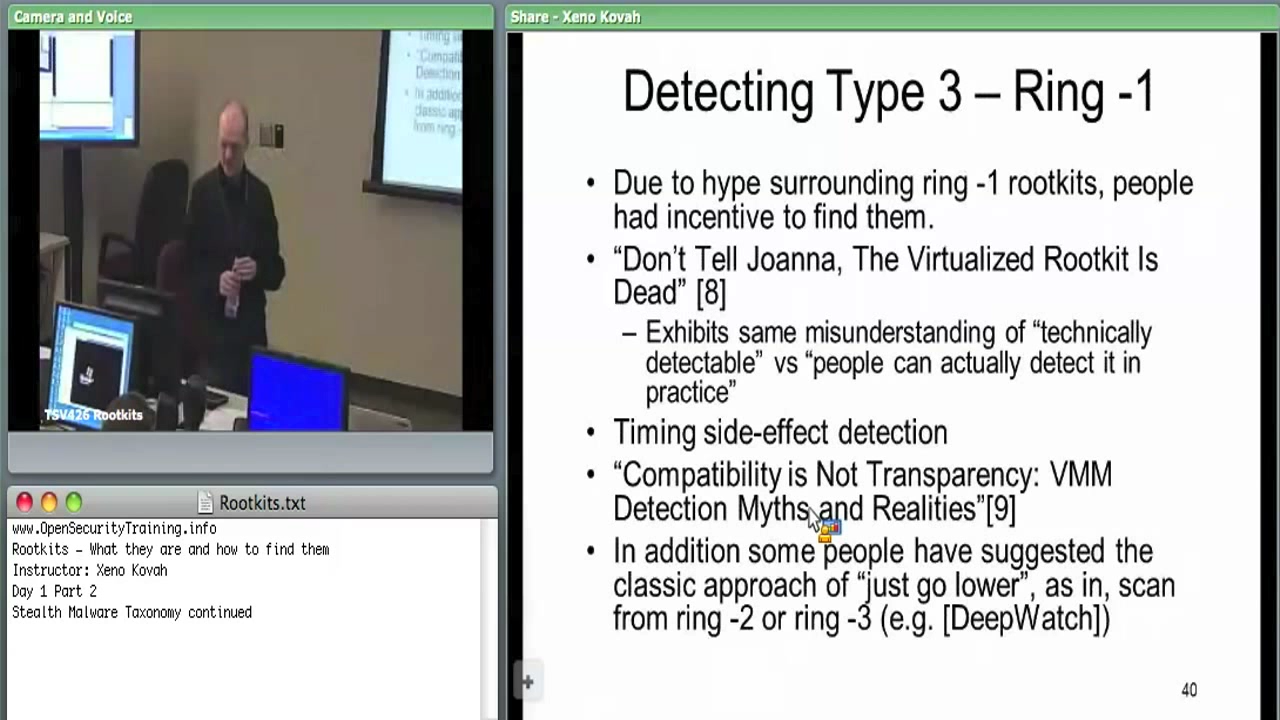 Camera and Voice
TSV426 Rootkits
Rootkits.txt
www.OpenSecurityTraining.info
Rootkits – What they are and how to find them
Instructor: Xeno Kovah
Day 1 Part 2
Stealth Malware Taxonomy continued
Share - Xeno Kovah
Detecting Type 3 – Ring -1
• Due to hype surrounding ring -1 rootkits, people
had incentive to find them.
• “Don’t Tell Joanna, The Virtualized Rootkit Is
Dead” [8]
– Exhibits same misunderstanding of “technically
detectable” vs “people can actually detect it in
practice”
• Timing side-effect detection
• “Compatibility is Not Transparency: VMM
Detection Myths and Realities”[9]
• In addition some people have suggested the
classic approach of “just go lower”, as in, scan
from ring -2 or ring -3 (e.g. [DeepWatch])
40